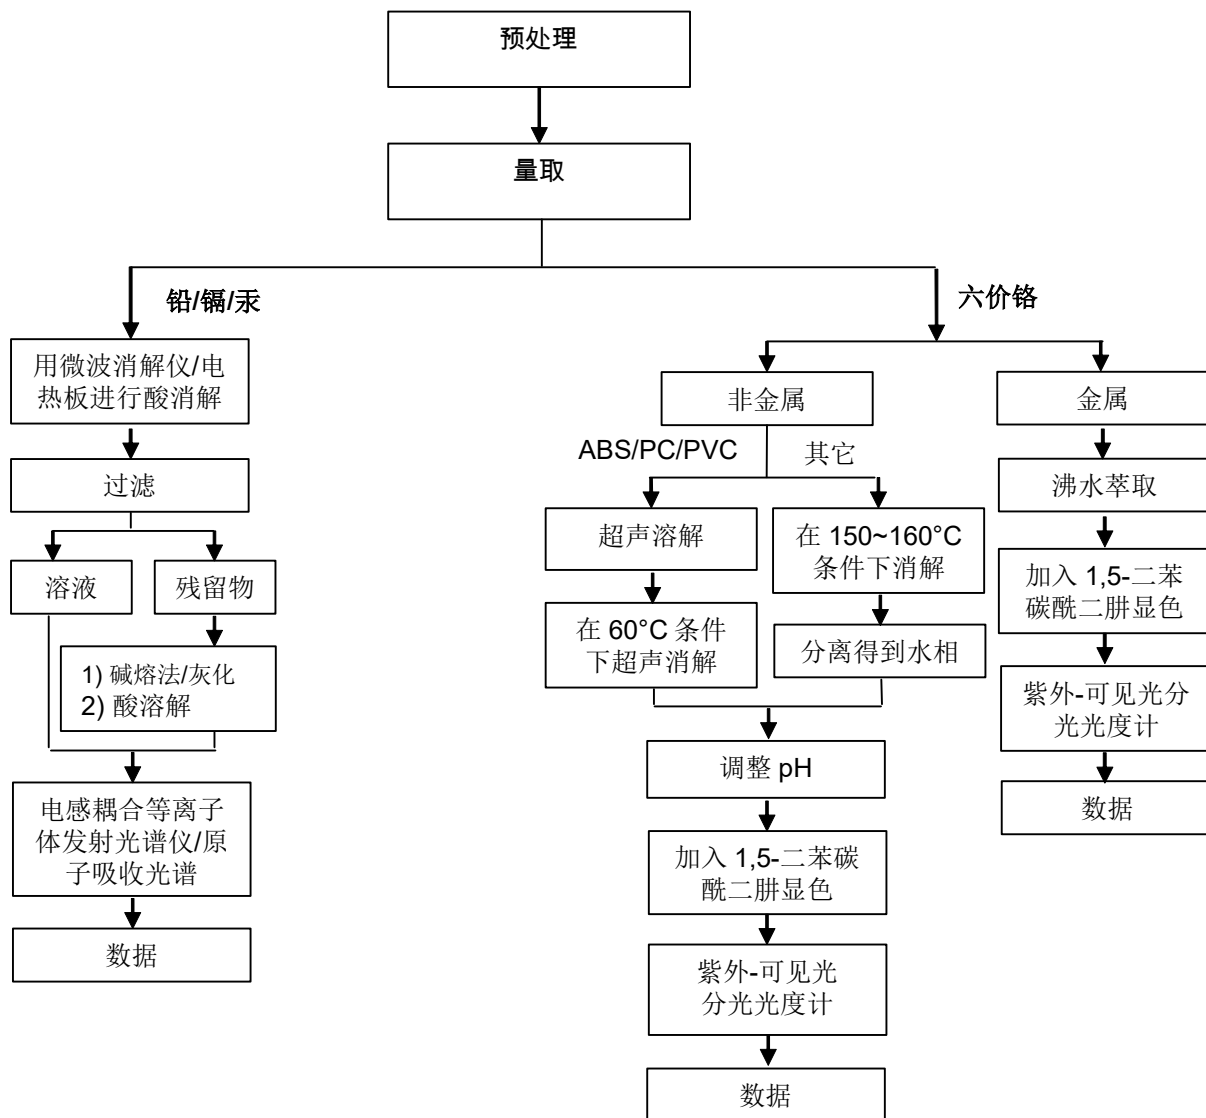 预处理
量取
铅/镉/汞
六价铬
用微波消解仪/电
热板进行酸消解
过滤
溶液
残留物
1) 碱熔法/灰化
2) 酸溶解
电感耦合等离子
体发射光谱仪/原
子吸收光谱
数据
非金属
ABS/PC/PVC
其它
超声溶解
在 60°C 条件
下超声消解
在 150~160°C
条件下消解
分离得到水相
调整 pH
加入 1,5-二苯碳
酰二肼显色
紫外-可见光
分光光度计
数据
金属
沸水萃取
加入 1,5-二苯
碳酰二肼显色
紫外-可见光分
光光度计
数据